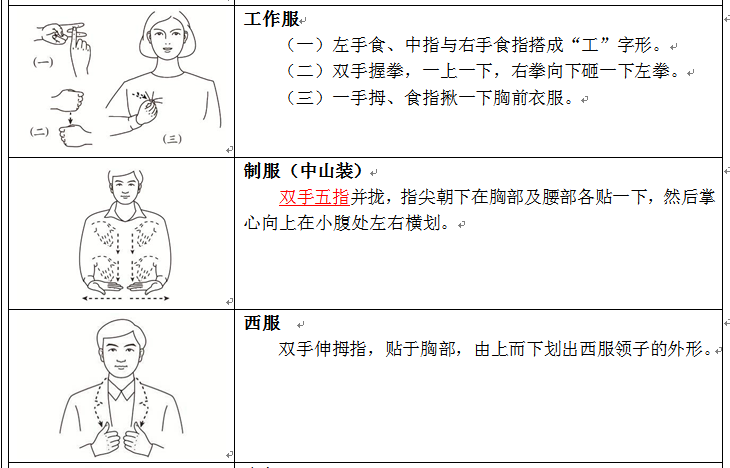 工作服
（一）左手食、中指与右手食指搭成“工”字形。
（二）双手握拳，一上一下，右拳向下砸一下左拳。
（三）一手拇、食指揪一下胸前衣服。
(一)
(二)
(三)
制服（中山装）
双手五指并拢，指尖朝下在胸部及腰部各贴一下，然后掌
心向上在小腹处左右横划。
西服
双手伸拇指，贴于胸部，由上而下划出西服领子的外形。